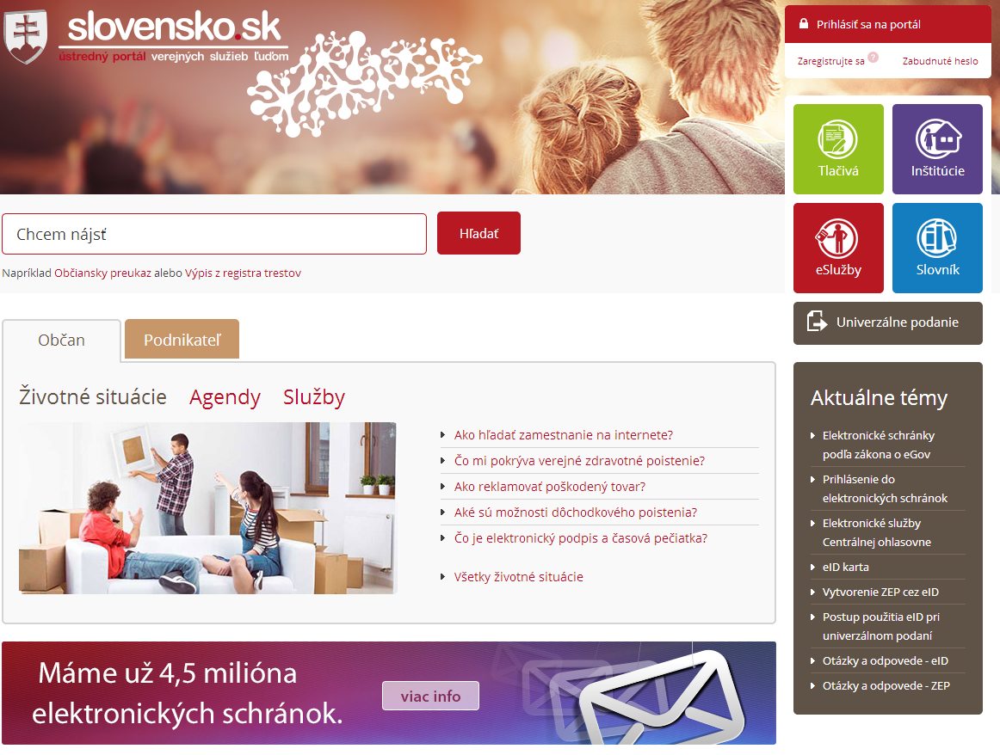 slovensko.sk
ústredný portál verejných služieb ľuďom
Prihlásiť sa na portál
Zaregistrujte sa ?
Zabudnuté heslo
Tlačivá
Inštitúcie
eSlužby
Slovník
Univerzálne podanie
Chcem nájsť
Hľadať
Napríklad Občiansky preukaz alebo Výpis z registra trestov
Občan
Podnikateľ
Životné situácie Agendy Služby
Ako hľadať zamestnanie na internete?
Čo mi pokrýva verejné zdravotné poistenie?
Ako reklamovať poškodený tovar?
Aké sú možnosti dôchodkového poistenia?
Čo je elektronický podpis a časová pečiatka?
Všetky životné situácie
Máme už 4,5 milióna
elektronických schránok.
viac info
Aktuálne témy
Elektronické schránky
podľa zákona o eGov
Prihlásenie do
elektronických schránok
Elektronické služby
Centrálnej ohlasovne
eID karta
Vytvorenie ZEP cez eID
Postup použitia eID pri
univerzálnom podaní
Otázky a odpovede - eID
Otázky a odpovede - ZEP